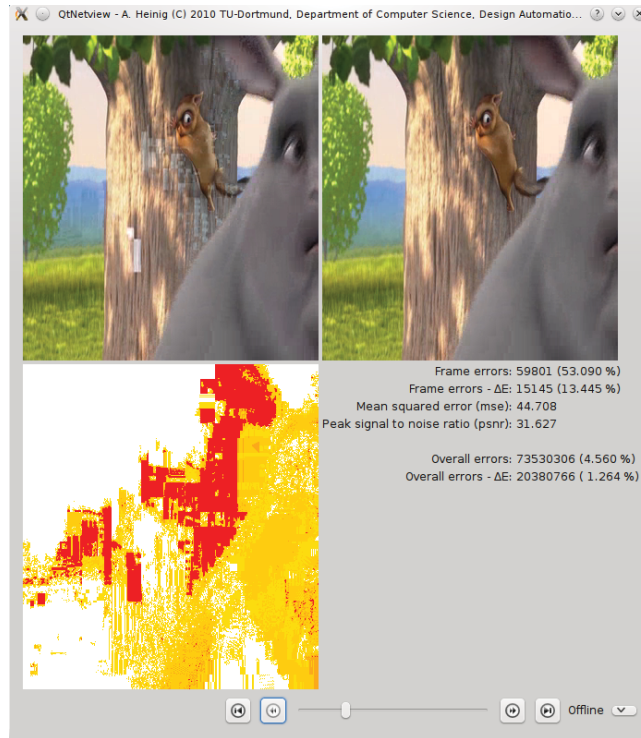 QtNetview - A. Heinig (C) 2010 TU-Dortmund, Department of Computer Science, Design Automatio...
Frame errors: 59801 (53.090 %)
Frame errors - ΔE: 15145 (13.445 %)
Mean squared error (mse): 44.708
Peak signal to noise ratio (psnr): 31.627
Overall errors: 73530306 (4.560 %)
Overall errors - ΔE: 20380766 ( 1.264 %)
Offline